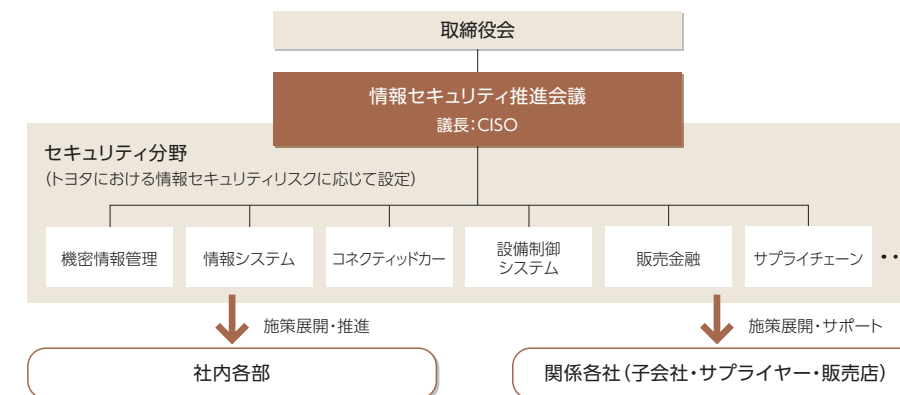 取締役会
情報セキュリティ推進会議
議長：CISO
セキュリティ分野
（トヨタにおける情報セキュリティリスクに応じて設定）
機密情報管理
情報システム
コネクティッドカー
設備制御
システム
販売金融
サプライチェーン
・・
施策展開・推進
施策展開・サポート
社内各部
関係各社（子会社・サプライヤー・販売店）